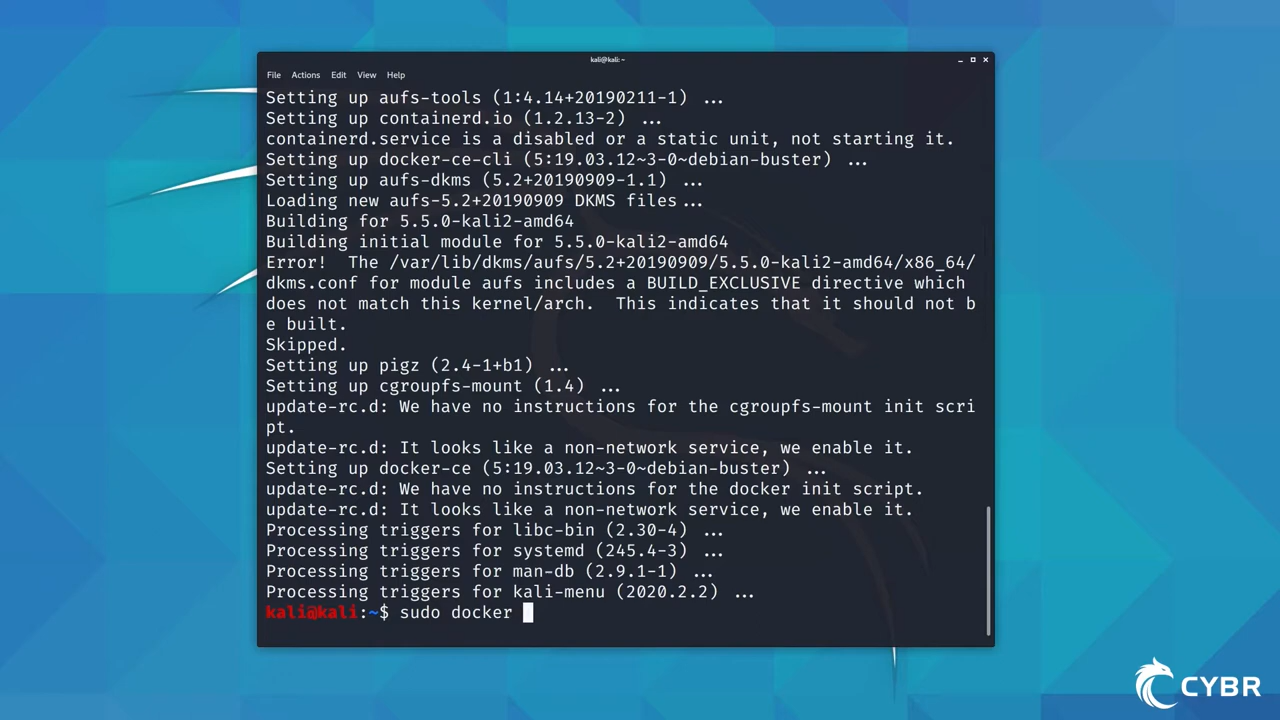 kali@kali: ~
File Actions Edit View Help
Setting up aufs-tools (1:4.14+20190211-1) ...
Setting up containerd.io (1.2.13-2) ...
containerd.service is a disabled or a static unit, not starting it.
Setting up docker-ce-cli (5:19.03.12~3-0~debian-buster) ...
Setting up aufs-dkms (5.2+20190909-1.1) ...
Loading new aufs-5.2+20190909 DKMS files...
Building for 5.5.0-kali2-amd64
Building initial module for 5.5.0-kali2-amd64
Error!  The /var/lib/dkms/aufs/5.2+20190909/5.5.0-kali2-amd64/x86_64/
dkms.conf for module aufs includes a BUILD_EXCLUSIVE directive which
does not match this kernel/arch.  This indicates that it should not b
e built.
Skipped.
Setting up pigz (2.4-1+b1) ...
Setting up cgroupfs-mount (1.4) ...
update-rc.d: We have no instructions for the cgroupfs-mount init scri
pt.
update-rc.d: It looks like a non-network service, we enable it.
Setting up docker-ce (5:19.03.12~3-0~debian-buster) ...
update-rc.d: We have no instructions for the docker init script.
update-rc.d: It looks like a non-network service, we enable it.
Processing triggers for libc-bin (2.30-4) ...
Processing triggers for systemd (245.4-3) ...
Processing triggers for man-db (2.9.1-1) ...
Processing triggers for kali-menu (2020.2.2) ...
kali@kali:~$ sudo docker
CYBR